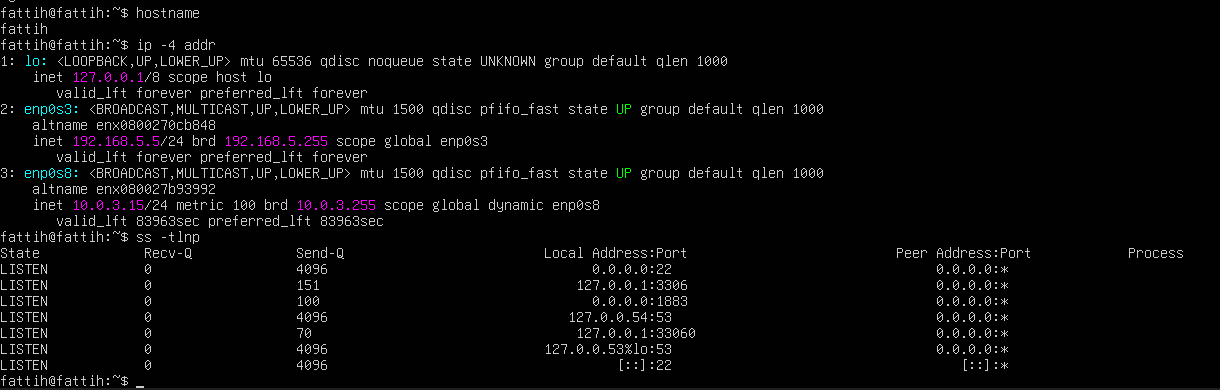 fattih@fattih:~$ hostname
fattih
fattih@fattih:~$ ip -4 addr
1: lo: <LOOPBACK,UP,LOWER_UP> mtu 65536 qdisc noqueue state UNKNOWN group default qlen 1000
    inet 127.0.0.1/8 scope host lo
       valid_lft forever preferred_lft forever
2: enp0s3: <BROADCAST,MULTICAST,UP,LOWER_UP> mtu 1500 qdisc pfifo_fast state UP group default qlen 1000
    altname enx0800270cb848
    inet 192.168.5.5/24 brd 192.168.5.255 scope global enp0s3
       valid_lft forever preferred_lft forever
3: enp0s8: <BROADCAST,MULTICAST,UP,LOWER_UP> mtu 1500 qdisc pfifo_fast state UP group default qlen 1000
    altname enx080027b93992
    inet 10.0.3.15/24 metric 100 brd 10.0.3.255 scope global dynamic enp0s8
       valid_lft 83963sec preferred_lft 83963sec
fattih@fattih:~$ ss -tlnp
State Recv-Q Send-Q Local Address:Port Peer Address:Port Process
LISTEN 0 4096 0.0.0.0:22 0.0.0.0:*
LISTEN 0 151 127.0.0.1:3306 0.0.0.0:*
LISTEN 0 100 0.0.0.0:1883 0.0.0.0:*
LISTEN 0 4096 127.0.0.54:53 0.0.0.0:*
LISTEN 0 70 127.0.0.1:33060 0.0.0.0:*
LISTEN 0 4096 127.0.0.53%lo:53 0.0.0.0:*
LISTEN 0 4096 [::]:22 [::]:*
fattih@fattih:~$ _